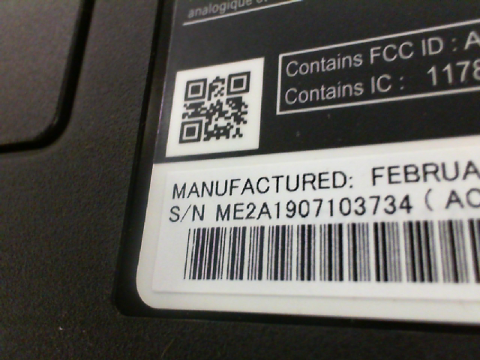 analogique
Contains FCC ID : A
Contains IC : 1178
MANUFACTURED: FEBRUA
S/N ME2A1907103734 ( AC